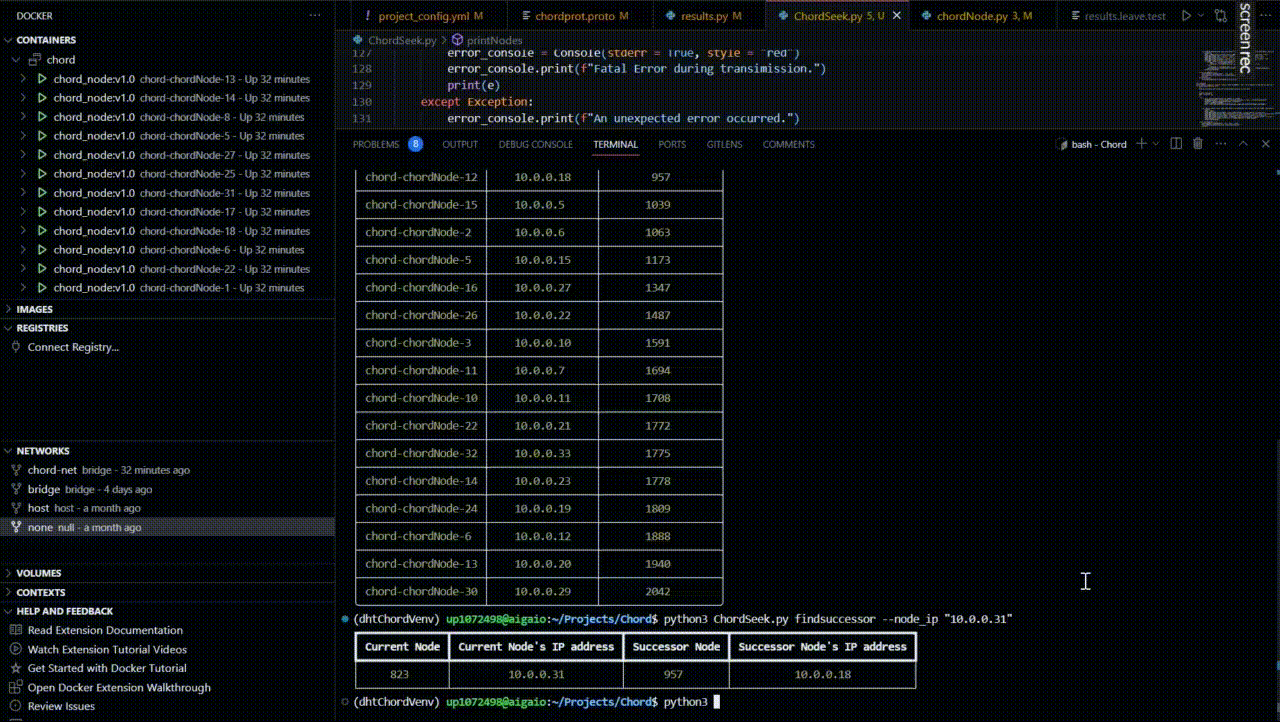 DOCKER ···
CONTAINERS
chord
chord_node:v1.0 chord-chordNode-13 - Up 32 minutes
chord_node:v1.0 chord-chordNode-14 - Up 32 minutes
chord_node:v1.0 chord-chordNode-8 - Up 32 minutes
chord_node:v1.0 chord-chordNode-5 - Up 32 minutes
chord_node:v1.0 chord-chordNode-27 - Up 32 minutes
chord_node:v1.0 chord-chordNode-25 - Up 32 minutes
chord_node:v1.0 chord-chordNode-31 - Up 32 minutes
chord_node:v1.0 chord-chordNode-17 - Up 32 minutes
chord_node:v1.0 chord-chordNode-18 - Up 32 minutes
chord_node:v1.0 chord-chordNode-6 - Up 32 minutes
chord_node:v1.0 chord-chordNode-22 - Up 32 minutes
chord_node:v1.0 chord-chordNode-1 - Up 32 minutes
IMAGES
REGISTRIES
Connect Registry...
NETWORKS
chord-net bridge - 32 minutes ago
bridge bridge - 4 days ago
host host - a month ago
none null - a month ago
VOLUMES
CONTEXTS
HELP AND FEEDBACK
Read Extension Documentation
Watch Extension Tutorial Videos
Get Started with Docker Tutorial
Open Docker Extension Walkthrough
Review Issues
! project_config.yml M chordprot.proto M results.py M ChordSeek.py 5, U chordNode.py 3, M results.leave.test
screenrec
ChordSeek.py > printNodes
127 error_console = Console(stderr = True, style = "red")
128 error_console.print(f"Fatal Error during transimission.")
129 print(e)
130 except Exception:
131 error_console.print(f"An unexpected error occurred.")
PROBLEMS 8 OUTPUT DEBUG CONSOLE TERMINAL PORTS GITLENS COMMENTS bash - Chord
chord-chordNode-12 10.0.0.18 957
chord-chordNode-15 10.0.0.5 1039
chord-chordNode-2 10.0.0.6 1063
chord-chordNode-5 10.0.0.15 1173
chord-chordNode-16 10.0.0.27 1347
chord-chordNode-26 10.0.0.22 1487
chord-chordNode-3 10.0.0.10 1591
chord-chordNode-11 10.0.0.7 1694
chord-chordNode-10 10.0.0.11 1708
chord-chordNode-22 10.0.0.21 1772
chord-chordNode-32 10.0.0.33 1775
chord-chordNode-14 10.0.0.23 1778
chord-chordNode-24 10.0.0.19 1809
chord-chordNode-6 10.0.0.12 1888
chord-chordNode-13 10.0.0.20 1940
chord-chordNode-30 10.0.0.29 2042
(dhtChordVenv) up1072498@aigaio:~/Projects/Chord$ python3 ChordSeek.py findsuccessor --node_ip "10.0.0.31"
Current Node Current Node's IP address Successor Node Successor Node's IP address
823 10.0.0.31 957 10.0.0.18
(dhtChordVenv) up1072498@aigaio:~/Projects/Chord$ python3